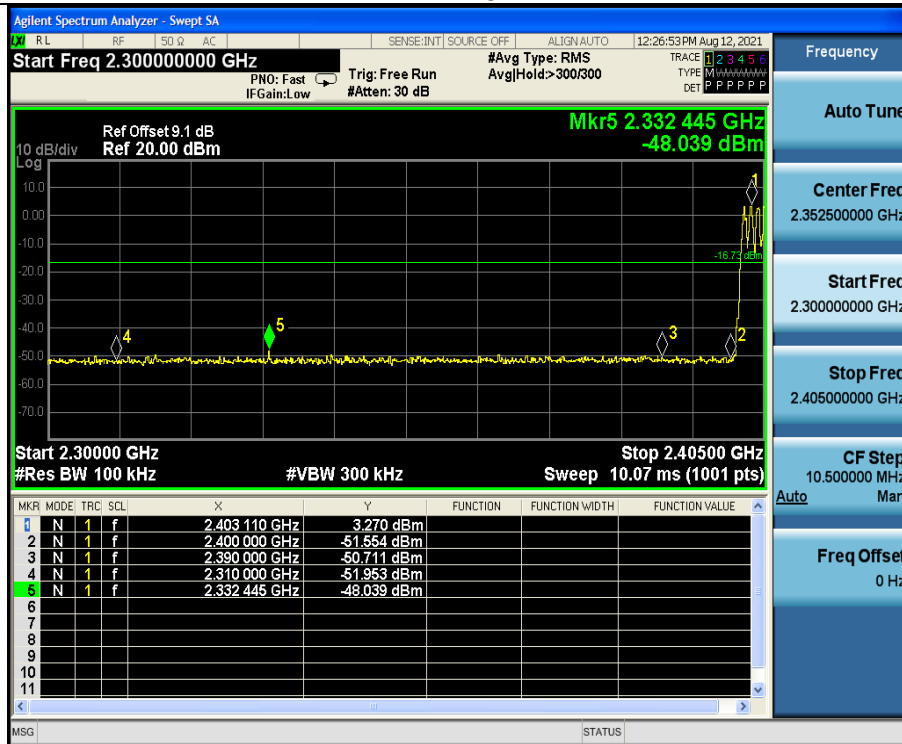 Agilent Spectrum Analyzer - Swept SA
LXI RL RF 50 Ω AC SENSE:INT SOURCE OFF ALIGN AUTO 12:26:53 PM Aug 12, 2021
Start Freq 2.300000000 GHz
PNO: Fast
IFGain:Low
Trig: Free Run
#Atten: 30 dB
#Avg Type: RMS
Avg|Hold:>300/300
TRACE 1 2 3 4 5 6
TYPE M W W W W W
DET P P P P P P
Mkr5 2.332 445 GHz
-48.039 dBm
Ref Offset 9.1 dB
Ref 20.00 dBm
10 dB/div
Log
10.0
0.00
-10.0
-20.0
-30.0
-40.0
-50.0
-60.0
-70.0
-16.73 dBm
1
2
3
4
5
Start 2.30000 GHz
Stop 2.40500 GHz
#Res BW 100 kHz
#VBW 300 kHz
Sweep 10.07 ms (1001 pts)
MKR MODE TRC SCL X Y FUNCTION FUNCTION WIDTH FUNCTION VALUE
1 N 1 f 2.403 110 GHz 3.270 dBm
2 N 1 f 2.400 000 GHz -51.554 dBm
3 N 1 f 2.390 000 GHz -50.711 dBm
4 N 1 f 2.310 000 GHz -51.953 dBm
5 N 1 f 2.332 445 GHz -48.039 dBm
6
7
8
9
10
11
MSG
STATUS
Frequency
Auto Tune
Center Freq
2.352500000 GHz
Start Freq
2.300000000 GHz
Stop Freq
2.405000000 GHz
CF Step
10.500000 MHz
Auto Man
Freq Offset
0 Hz